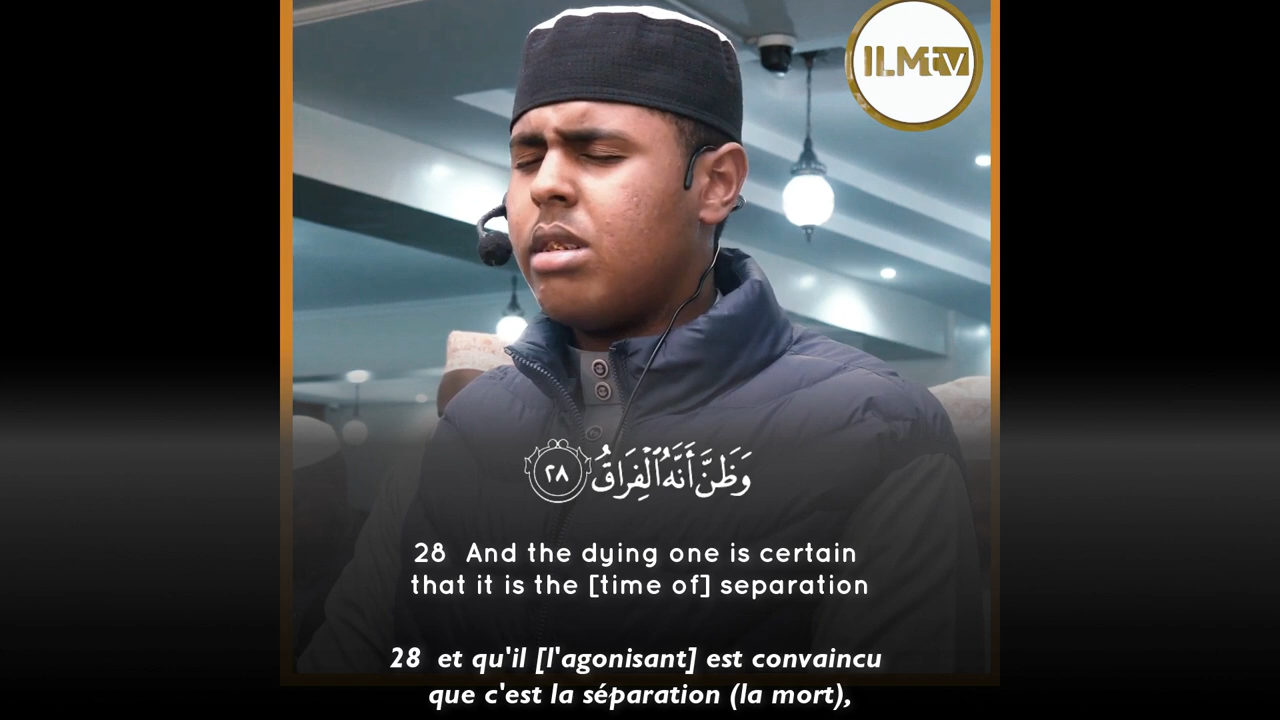 ILMtv
وَظَنَّ أَنَّهُ ٱلْفِرَاقُ ٢٨
28 And the dying one is certain
that it is the [time of] separation
28 et qu'il [l'agonisant] est convaincu
que c'est la séparation (la mort),